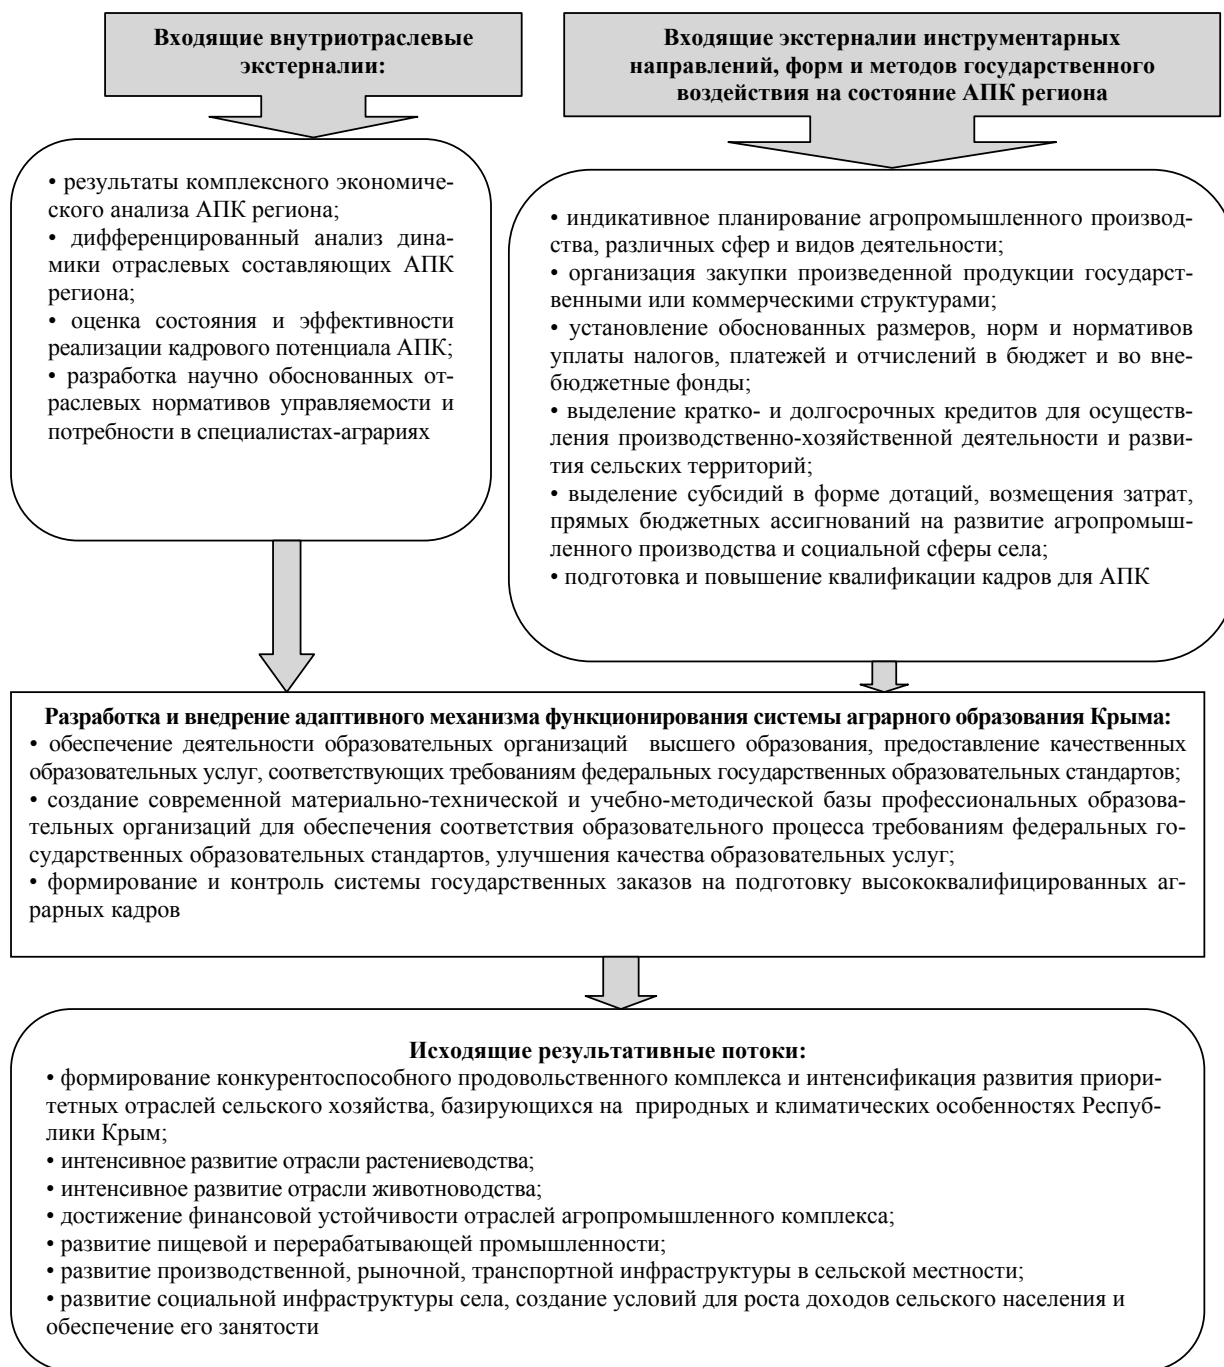 Входящие внутриотраслевые
экстерналии:
Входящие экстерналии инструментарных
направлений, форм и методов государственного
воздействия на состояние АПК региона
• результаты комплексного экономиче-
ского анализа АПК региона;
• дифференцированный анализ дина-
мики отраслевых составляющих АПК
региона;
• оценка состояния и эффективности
реализации кадрового потенциала АПК;
• разработка научно обоснованных от-
раслевых нормативов управляемости и
потребности в специалистах-аграриях
• индикативное планирование агропромышленного производ-
ства, различных сфер и видов деятельности;
• организация закупки произведенной продукции государст-
венными или коммерческими структурами;
• установление обоснованных размеров, норм и нормативов
уплаты налогов, платежей и отчислений в бюджет и во вне-
бюджетные фонды;
• выделение кратко- и долгосрочных кредитов для осуществ-
ления производственно-хозяйственной деятельности и разви-
тия сельских территорий;
• выделение субсидий в форме дотаций, возмещения затрат,
прямых бюджетных ассигнований на развитие агропромыш-
ленного производства и социальной сферы села;
• подготовка и повышение квалификации кадров для АПК
Разработка и внедрение адаптивного механизма функционирования системы аграрного образования Крыма:
• обеспечение деятельности образовательных организаций высшего образования, предоставление качественных
образовательных услуг, соответствующих требованиям федеральных государственных образовательных стандартов;
• создание современной материально-технической и учебно-методической базы профессиональных образова-
тельных организаций для обеспечения соответствия образовательного процесса требованиям федеральных го-
сударственных образовательных стандартов, улучшения качества образовательных услуг;
• формирование и контроль системы государственных заказов на подготовку высококвалифицированных аг-
рарных кадров
Исходящие результативные потоки:
• формирование конкурентоспособного продовольственного комплекса и интенсификация развития приори-
тетных отраслей сельского хозяйства, базирующихся на природных и климатических особенностях Респуб-
лики Крым;
• интенсивное развитие отрасли растениеводства;
• интенсивное развитие отрасли животноводства;
• достижение финансовой устойчивости отраслей агропромышленного комплекса;
• развитие пищевой и перерабатывающей промышленности;
• развитие производственной, рыночной, транспортной инфраструктуры в сельской местности;
• развитие социальной инфраструктуры села, создание условий для роста доходов сельского населения и
обеспечение его занятости